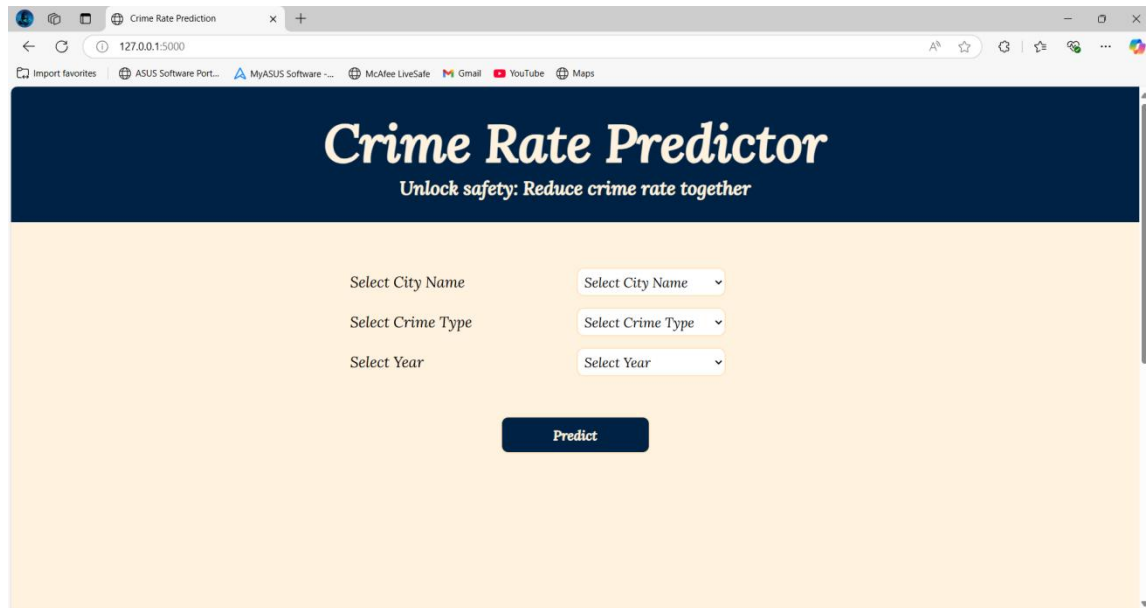 Crime Rate Prediction
127.0.0.1:5000
Import favorites ASUS Software Port... MyASUS Software -... McAfee LiveSafe Gmail YouTube Maps
Crime Rate Predictor
Unlock safety: Reduce crime rate together
Select City Name Select City Name
Select Crime Type Select Crime Type
Select Year Select Year
Predict